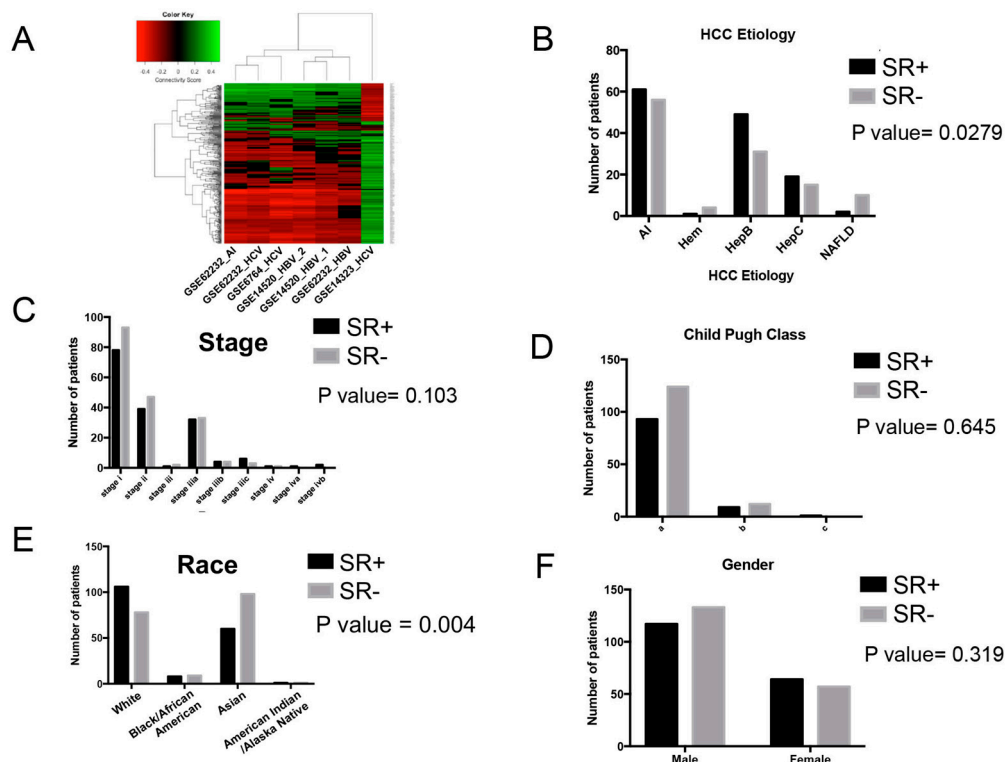 A
Color Key
-0.4 -0.2 0 0.2 0.4
Connectivity Score
GSE62232_AI
GSE62232_HCV
GSE6764_HCV
GSE14520_HBV_2
GSE14520_HBV_1
GSE62232_HBV
GSE14323_HCV
B
HCC Etiology
SR+
SR-
P value= 0.0279
Number of patients
80
60
40
20
0
AI
Hem
HepB
HepC
NAFLD
HCC Etiology
C
Stage
SR+
SR-
P value= 0.103
Number of patients
100
80
60
40
20
0
stage i
stage ii
stage iii
stage iiia
stage iiib
stage iiic
stage iv
stage iva
stage ivb
D
Child Pugh Class
SR+
SR-
P value= 0.645
Number of patients
150
100
50
0
a
b
c
E
Race
SR+
SR-
P value = 0.004
Number of patients
150
100
50
0
White
Black/African
American
Asian
American Indian
/Alaska Native
F
Gender
SR+
SR-
P value= 0.319
Number of patients
150
100
50
0
Male
Female